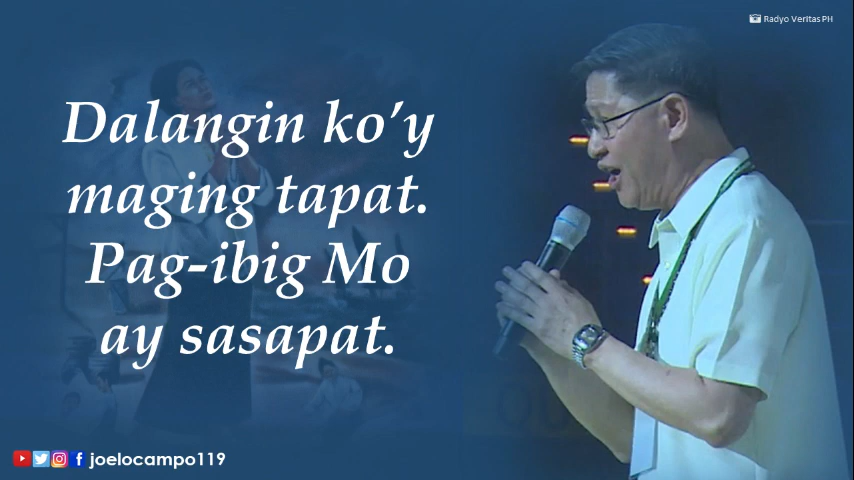 Radyo Veritas PH
Dalangin ko’y
maging tapat.
Pag-ibig Mo
ay sasapat.
joelocampo119